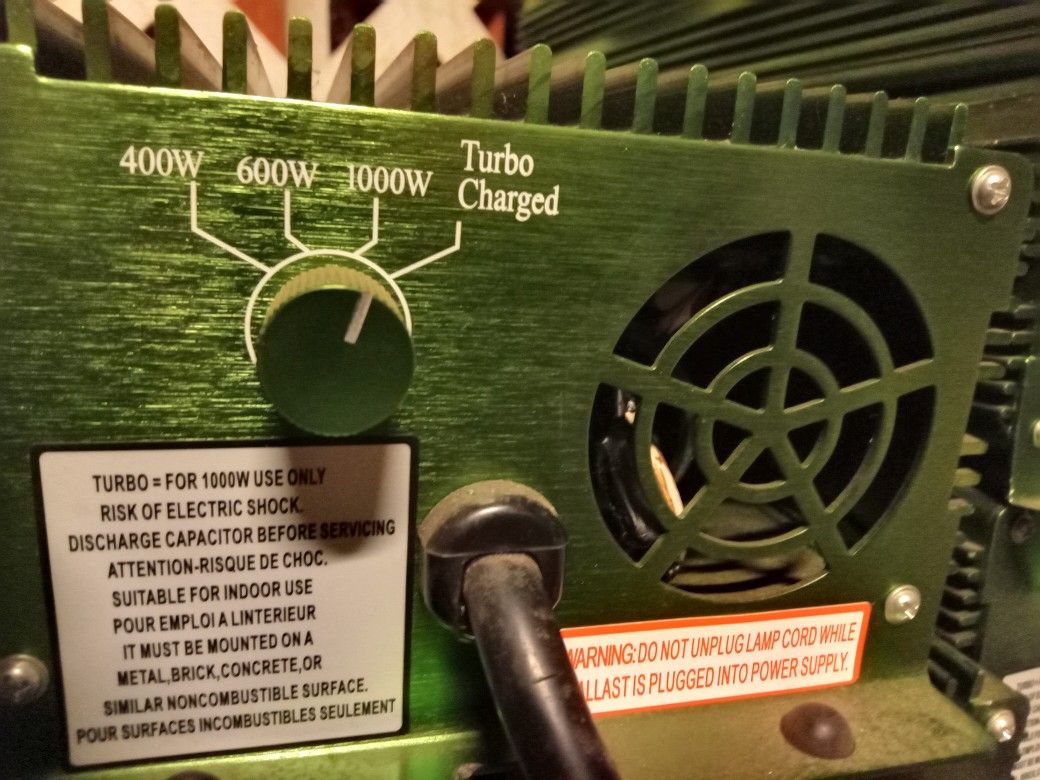 400W 600W 1000W Turbo
Charged
TURBO = FOR 1000W USE ONLY
RISK OF ELECTRIC SHOCK.
DISCHARGE CAPACITOR BEFORE SERVICING
ATTENTION-RISQUE DE CHOC.
SUITABLE FOR INDOOR USE
POUR EMPLOI A LINTERIEUR
IT MUST BE MOUNTED ON A
METAL,BRICK,CONCRETE,OR
SIMILAR NONCOMBUSTIBLE SURFACE.
POUR SURFACES INCOMBUSTIBLES SEULEMENT
WARNING: DO NOT UNPLUG LAMP CORD WHILE
ALLAST IS PLUGGED INTO POWER SUPPLY.